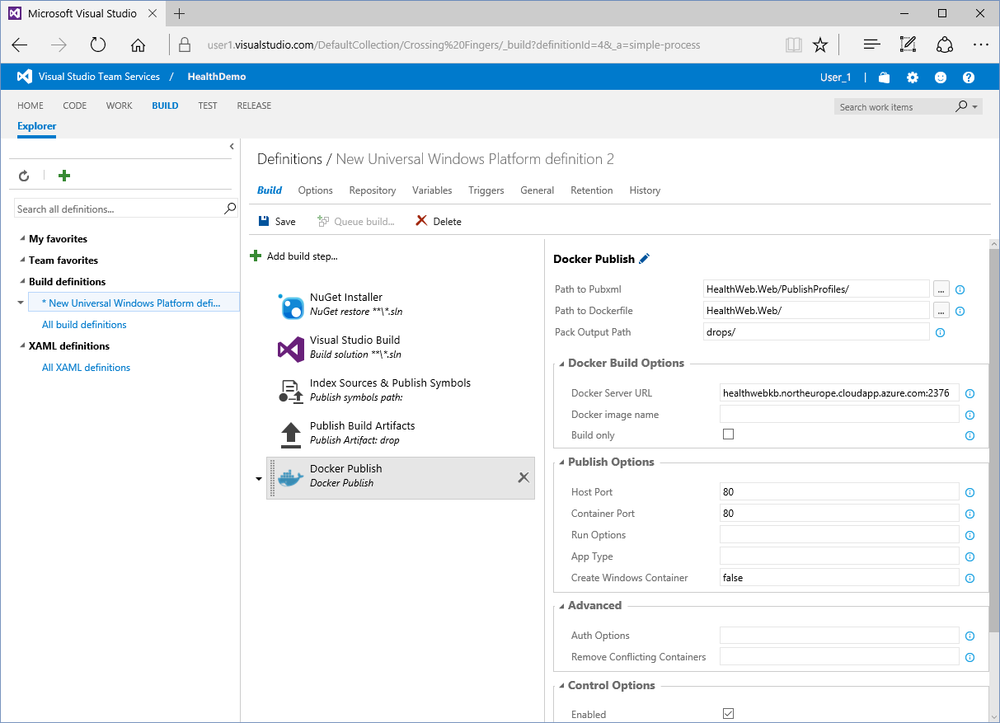 Microsoft Visual Studio
user1.visualstudio.com/DefaultCollection/Crossing%20Fingers/_build?definitionId=4&_a=simple-process
Visual Studio Team Services / HealthDemo
User_1
HOME CODE WORK BUILD TEST RELEASE
Search work items
Explorer
Search all definitions...
My favorites
Team favorites
Build definitions
* New Universal Windows Platform defi...
All build definitions
XAML definitions
All XAML definitions
Definitions / New Universal Windows Platform definition 2
Build Options Repository Variables Triggers General Retention History
Save Queue build... Delete
Add build step...
NuGet Installer
NuGet restore **\*.sln
Visual Studio Build
Build solution **\*.sln
Index Sources & Publish Symbols
Publish symbols path:
Publish Build Artifacts
Publish Artifact: drop
Docker Publish
Docker Publish
Docker Publish
Path to Pubxml HealthWeb.Web/PublishProfiles/ ...
Path to Dockerfile HealthWeb.Web/ ...
Pack Output Path drops/
Docker Build Options
Docker Server URL healthwebkb.northeurope.cloudapp.azure.com:2376
Docker image name
Build only
Publish Options
Host Port 80
Container Port 80
Run Options
App Type
Create Windows Container false
Advanced
Auth Options
Remove Conflicting Containers
Control Options
Enabled